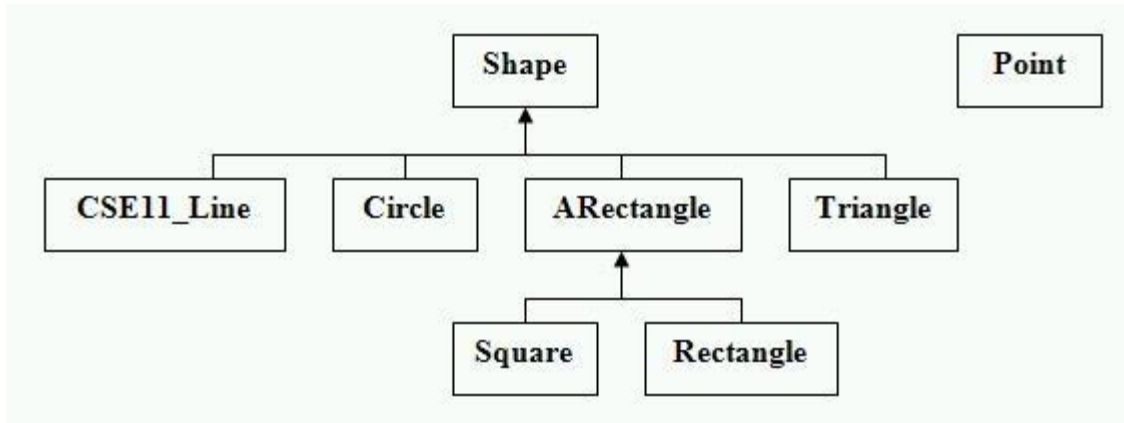 Shape
Point
CSE11_Line
Circle
ARectangle
Triangle
Square
Rectangle